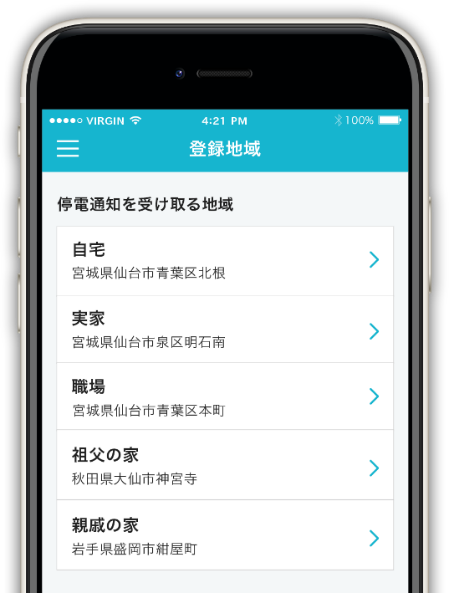 VIRGIN 4:21 PM 100%
登録地域
停電通知を受け取る地域
自宅
宮城県仙台市青葉区北根
実家
宮城県仙台市泉区明石南
職場
宮城県仙台市青葉区本町
祖父の家
秋田県大仙市神宮寺
親戚の家
岩手県盛岡市紺屋町